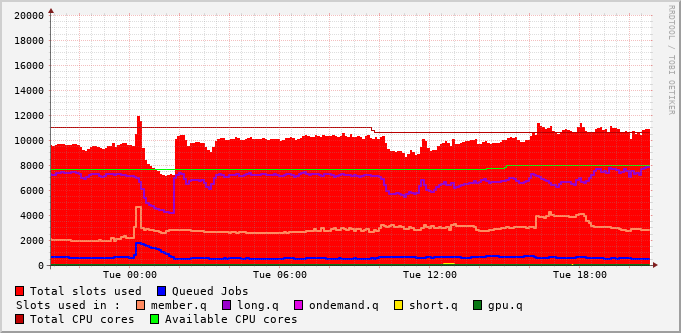 20000
18000
16000
14000
12000
10000
8000
6000
4000
2000
0
Tue 00:00 Tue 06:00 Tue 12:00 Tue 18:00
RRDTOOL / TOBI OETIKER
Total slots used Queued Jobs
Slots used in : member.q long.q ondemand.q short.q gpu.q
Total CPU cores Available CPU cores